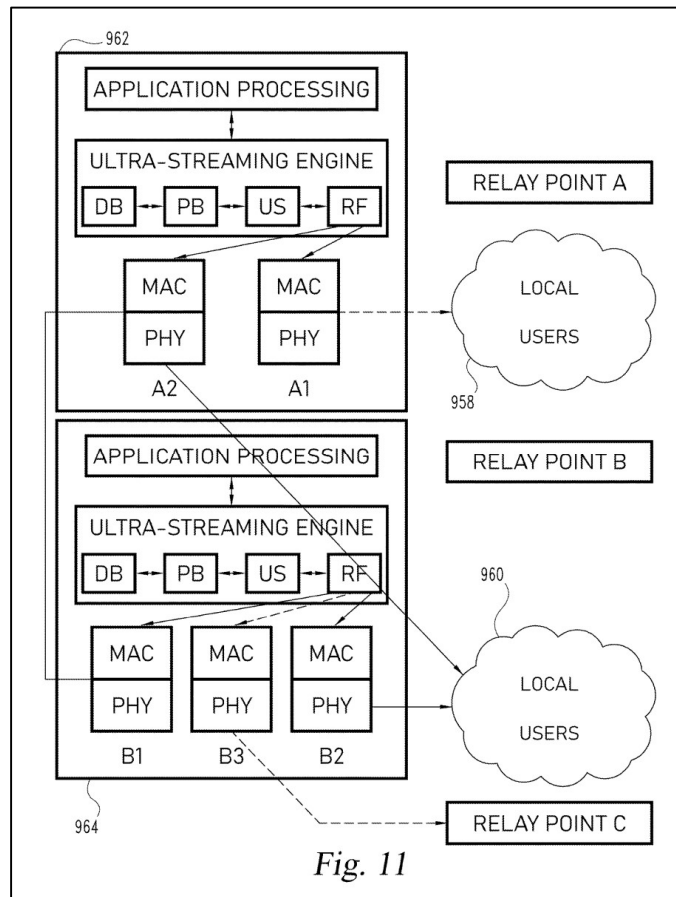 962
APPLICATION PROCESSING
ULTRA-STREAMING ENGINE
DB PB US RF
RELAY POINT A
MAC MAC
PHY PHY
A2 A1
LOCAL
USERS
958
APPLICATION PROCESSING
RELAY POINT B
ULTRA-STREAMING ENGINE
DB PB US RF
960
MAC MAC MAC
PHY PHY PHY
B1 B3 B2
LOCAL
USERS
964
RELAY POINT C
Fig. 11